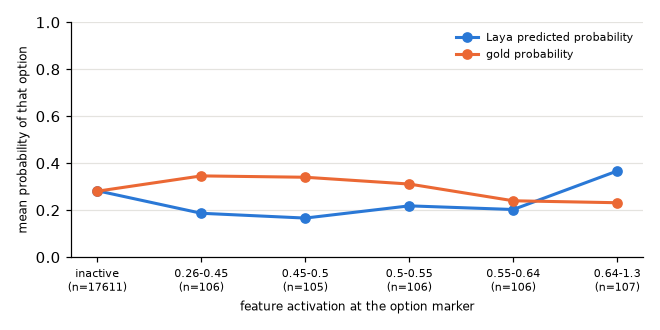 1.0
0.8
0.6
0.4
0.2
0.0
mean probability of that option
Laya predicted probability
gold probability
inactive
(n=17611)
0.26-0.45
(n=106)
0.45-0.5
(n=105)
0.5-0.55
(n=106)
0.55-0.64
(n=106)
0.64-1.3
(n=107)
feature activation at the option marker